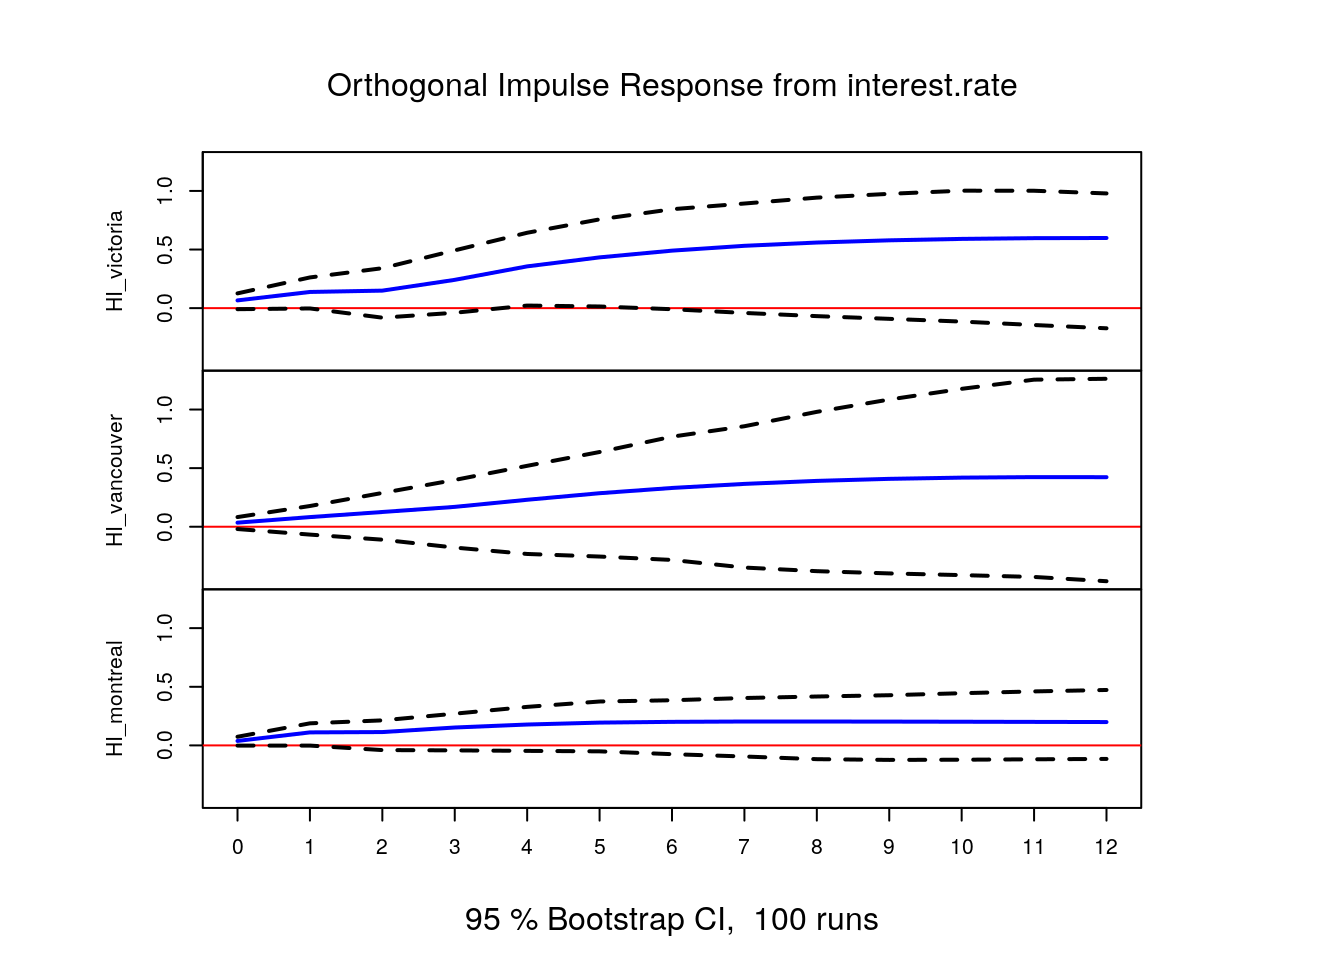 Orthogonal Impulse Response from interest.rate
HI_victoria
1.0
0.5
0.0
HI_vancouver
1.0
0.5
0.0
HI_montreal
1.0
0.5
0.0
0 1 2 3 4 5 6 7 8 9 10 11 12
95 % Bootstrap CI,  100 runs